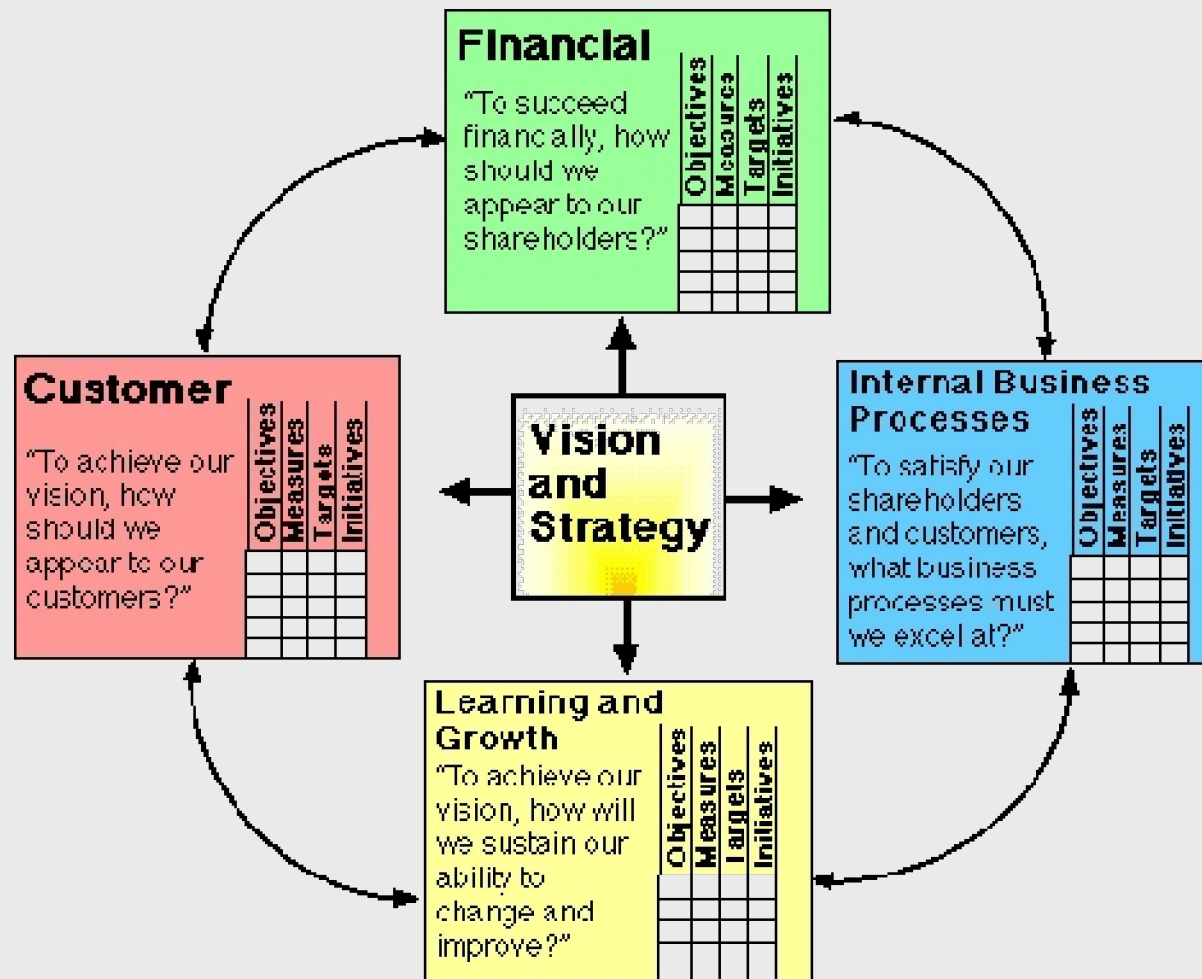 Financial
"To succeed
financially, how
should we
appear to our
shareholders?"
Objectives
Measures
Targets
Initiatives
Customer
"To achieve our
vision, how
should we
appear to our
customers?"
Objectives
Measures
Targets
Initiatives
Vision
and
Strategy
Internal Business
Processes
"To satisfy our
shareholders
and customers,
what business
processes must
we excel at?"
Objectives
Measures
Targets
Initiatives
Learning and
Growth
"To achieve our
vision, how will
we sustain our
ability to
change and
improve?"
Objectives
Measures
Targets
Initiatives